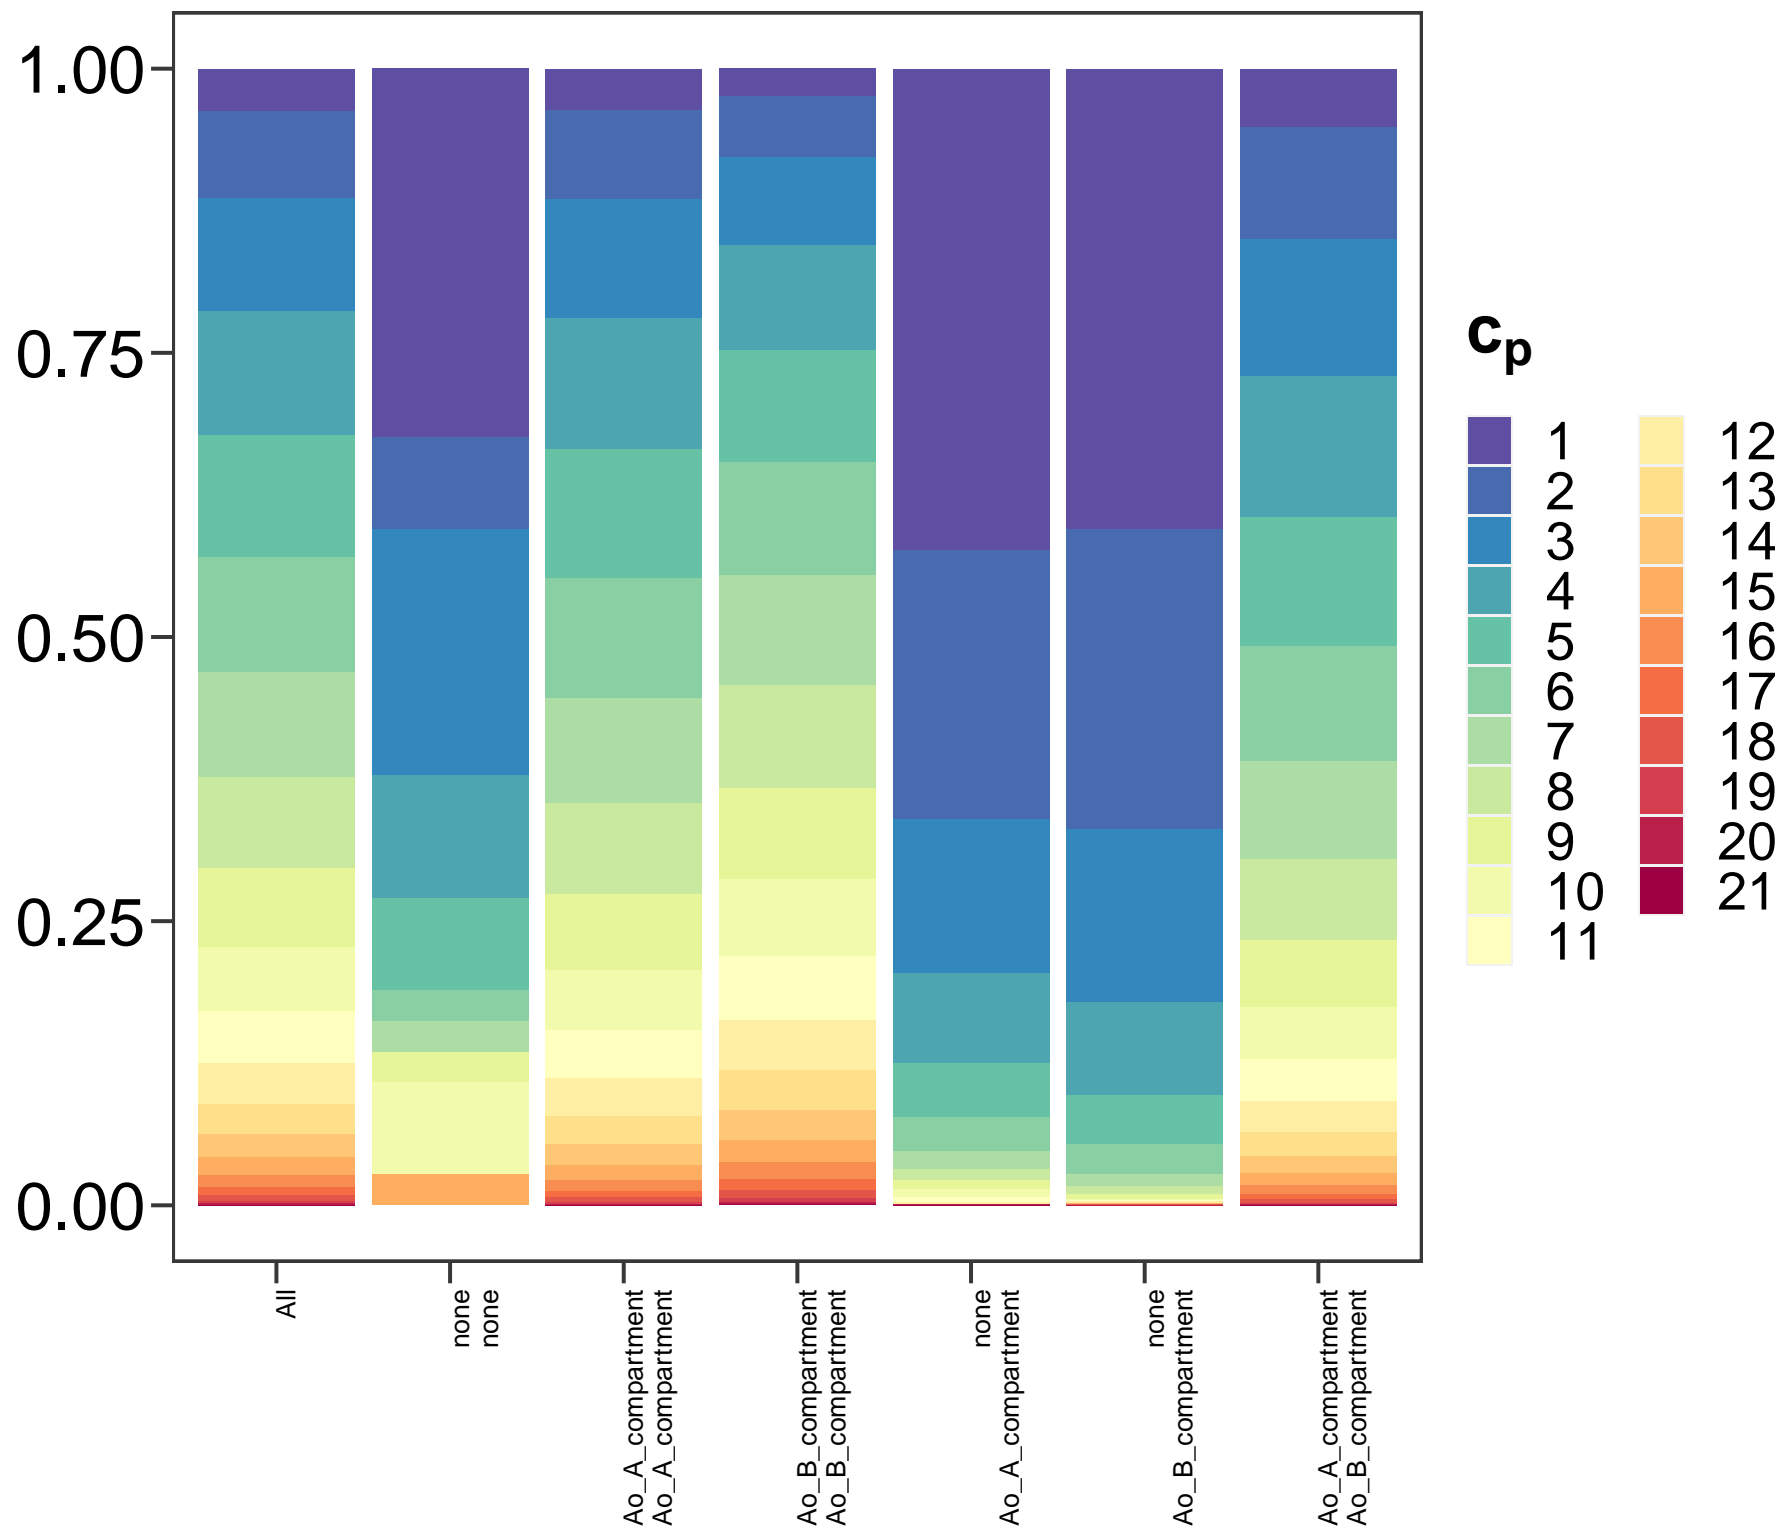 1.00
0.75
0.50
0.25
0.00
All
none
none
Ao_A_compartment
Ao_A_compartment
Ao_B_compartment
Ao_B_compartment
none
Ao_A_compartment
none
Ao_B_compartment
Ao_A_compartment
Ao_B_compartment
cp
1
2
3
4
5
6
7
8
9
10
11
12
13
14
15
16
17
18
19
20
21